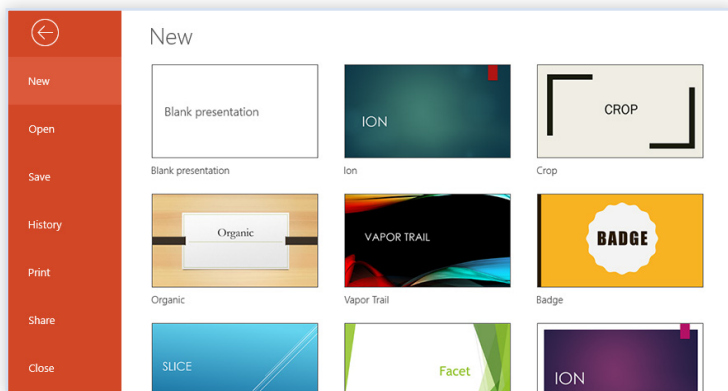 New
New
Open
Save
History
Print
Share
Close
Blank presentation
Blank presentation
ION
Ion
CROP
Crop
Organic
Organic
VAPOR TRAIL
Vapor Trail
BADGE
Badge
SLICE
Facet
ION